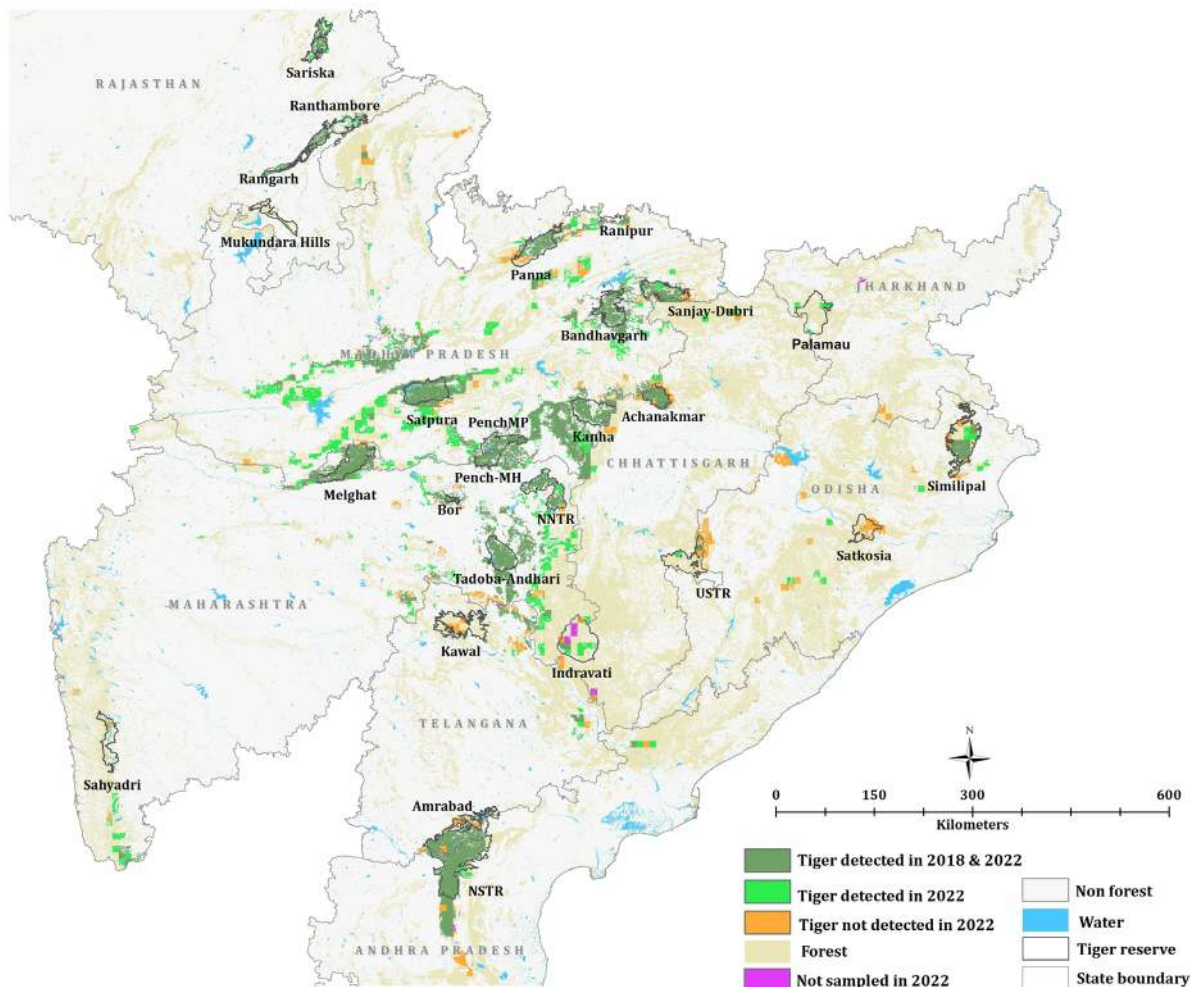 Sariska
RAJASTHAN
Ranthambore
Ramgarh
Mukundara Hills
Ranipur
Panna
JHARKHAND
Sanjay-Dubri
Bandhavgarh
Palamau
MADHYA PRADESH
Satpura
PenchMP
Achanakmar
Kanha
CHHATTISGARH
Pench-MH
Melghat
Similipal
ODISHA
Bor
NNTR
Satkosia
Tadoba-Andhari
USTR
MAHARASHTRA
Kawal
Indravati
TELANGANA
N
Sahyadri
Amrabad
0 150 300 600
Kilometers
NSTR
ANDHRA PRADESH
Tiger detected in 2018 & 2022
Tiger detected in 2022
Tiger not detected in 2022
Forest
Not sampled in 2022
Non forest
Water
Tiger reserve
State boundary